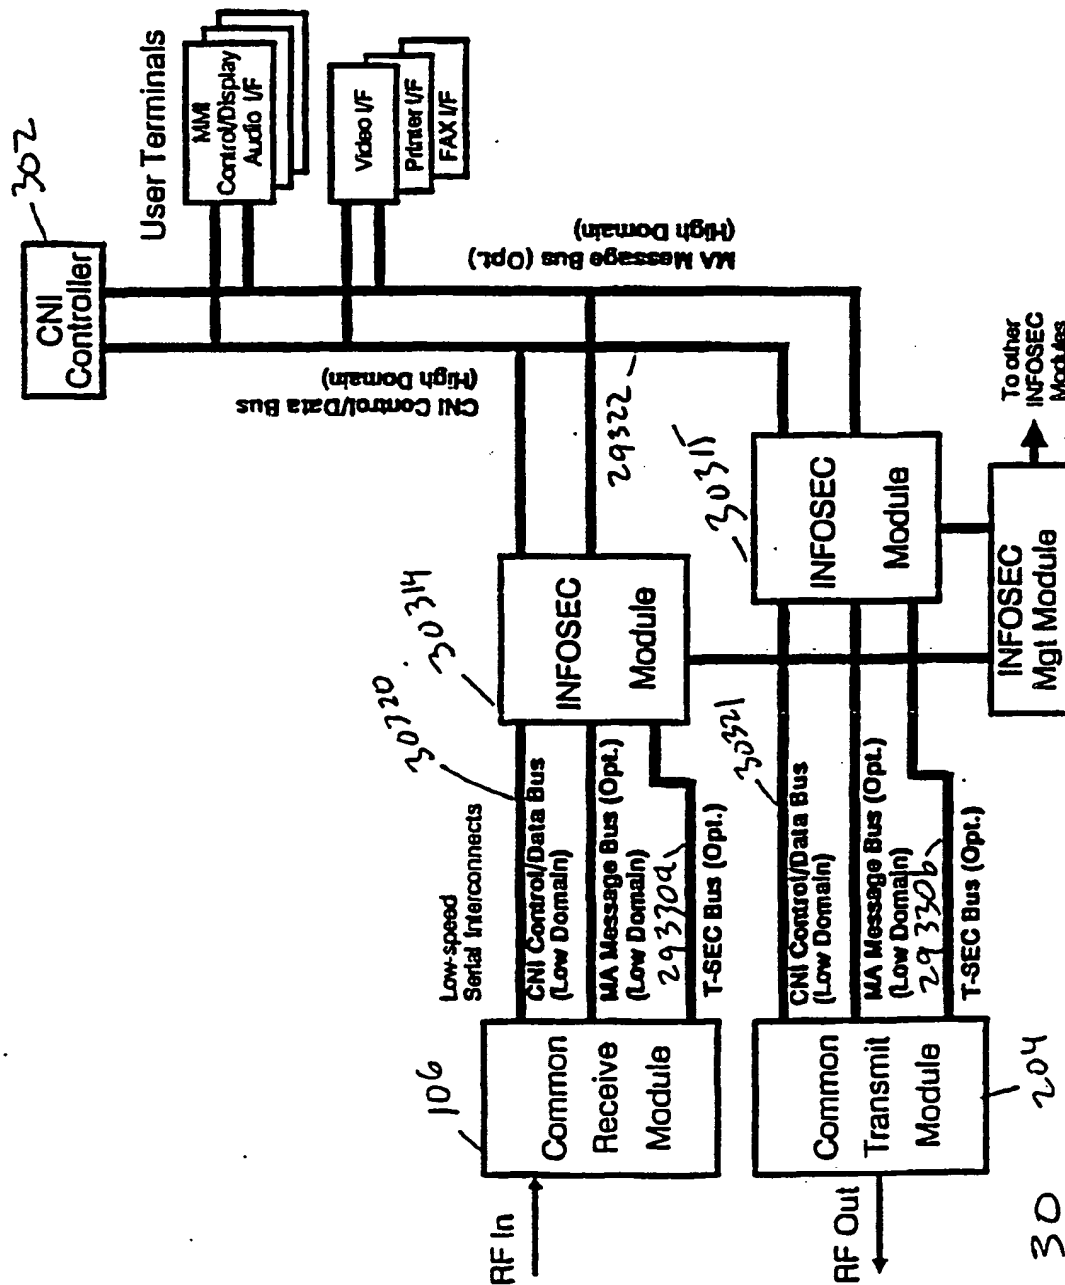 RF In
106
Common
Receive
Module
Low-speed
Serial Interconnects
CNI Control/Data Bus
(Low Domain)
MA Message Bus (Opt.)
(Low Domain)
29330a
T-SEC Bus (Opt.)
30320
30314
INFOSEC
Module
CNI Control/Data Bus
(High Domain)
MA Message Bus (Opt.)
(High Domain)
29322
CNI
Controller
302
User Terminals
MMI
Control/Display
Audio I/F
Video I/F
Printer I/F
FAX I/F
RF Out
Common
Transmit
Module
204
30321
CNI Control/Data Bus
(Low Domain)
MA Message Bus (Opt.)
(Low Domain)
29330b
T-SEC Bus (Opt.)
30315
INFOSEC
Module
INFOSEC
Mgt Module
To other
INFOSEC
Modules
30